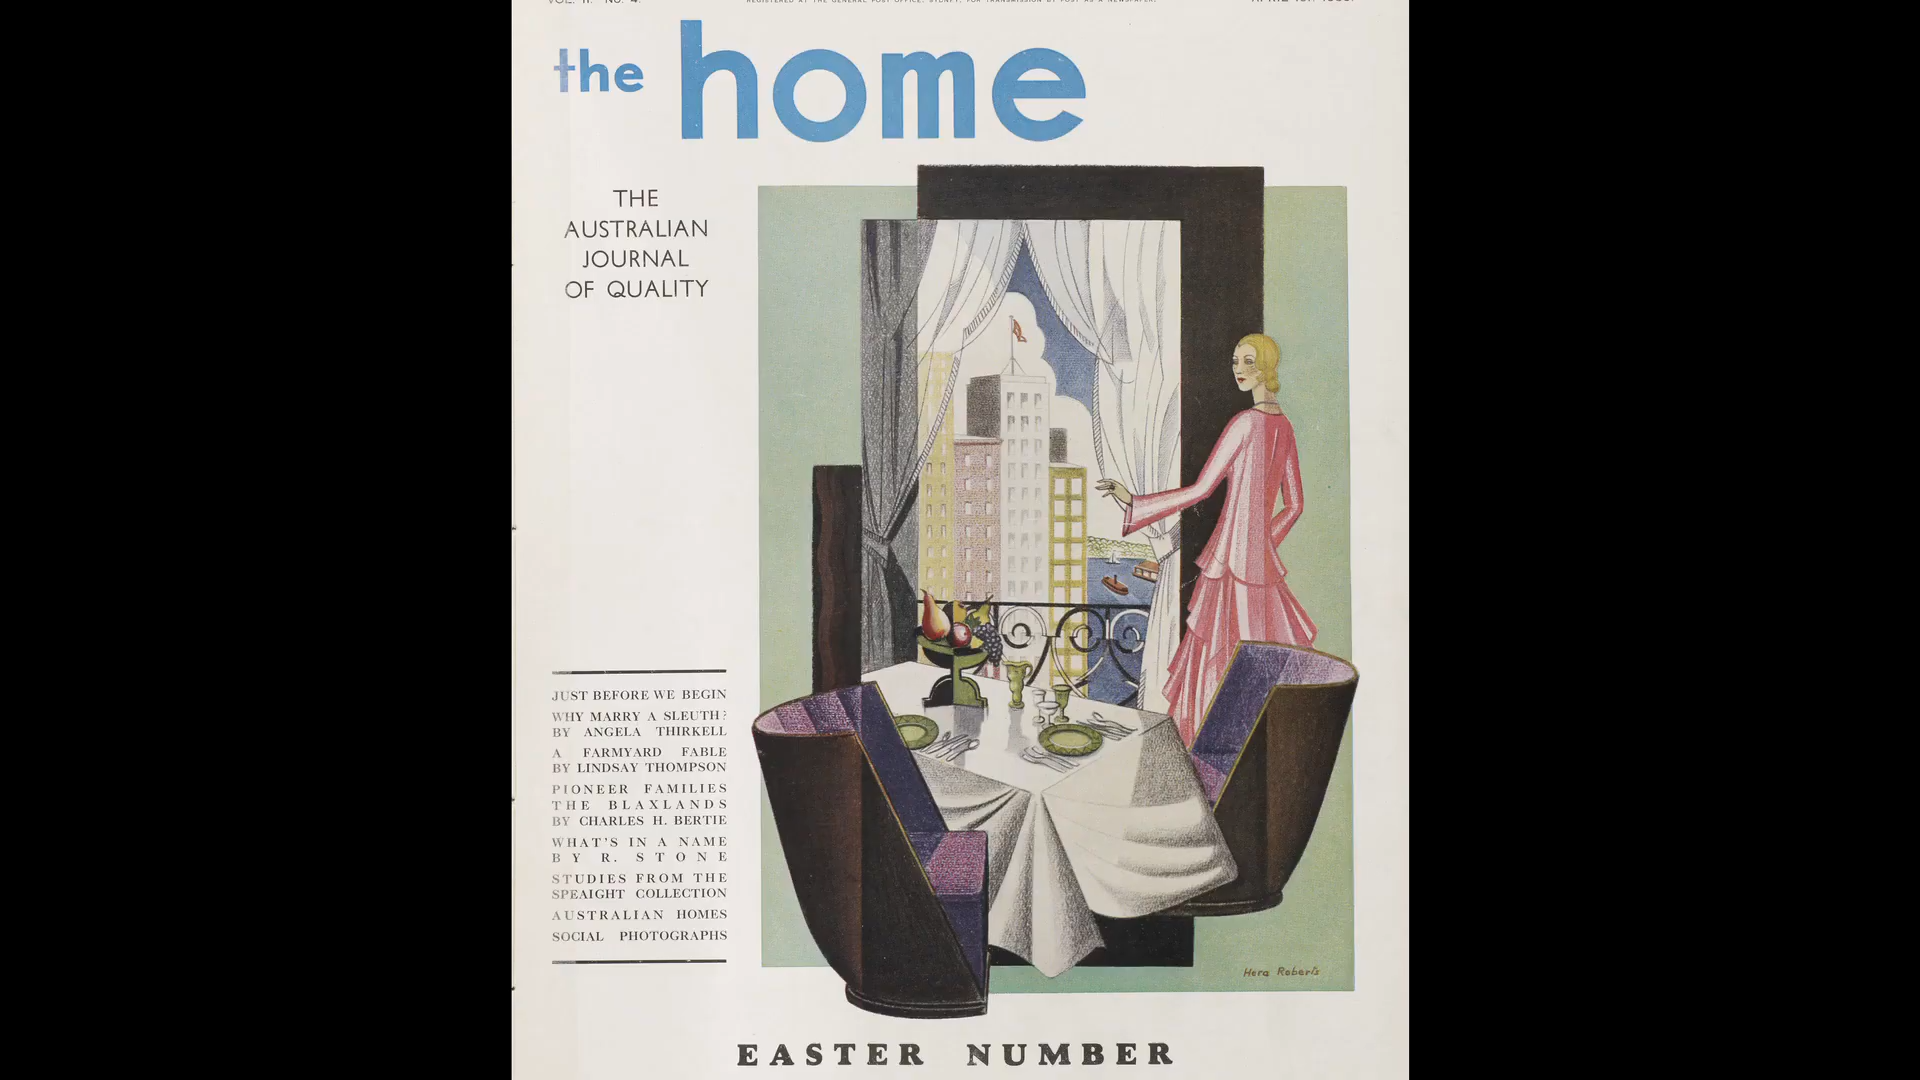 the home
THE
AUSTRALIAN
JOURNAL
OF QUALITY
JUST BEFORE WE BEGIN
WHY MARRY A SLEUTH?
BY ANGELA THIRKELL
A FARMYARD FABLE
BY LINDSAY THOMPSON
PIONEER FAMILIES
THE BLAXLANDS
BY CHARLES H. BERTIE
WHAT'S IN A NAME
BY R. STONE
STUDIES FROM THE
SPEAIGHT COLLECTION
AUSTRALIAN HOMES
SOCIAL PHOTOGRAPHS
Hera Roberts
EASTER NUMBER